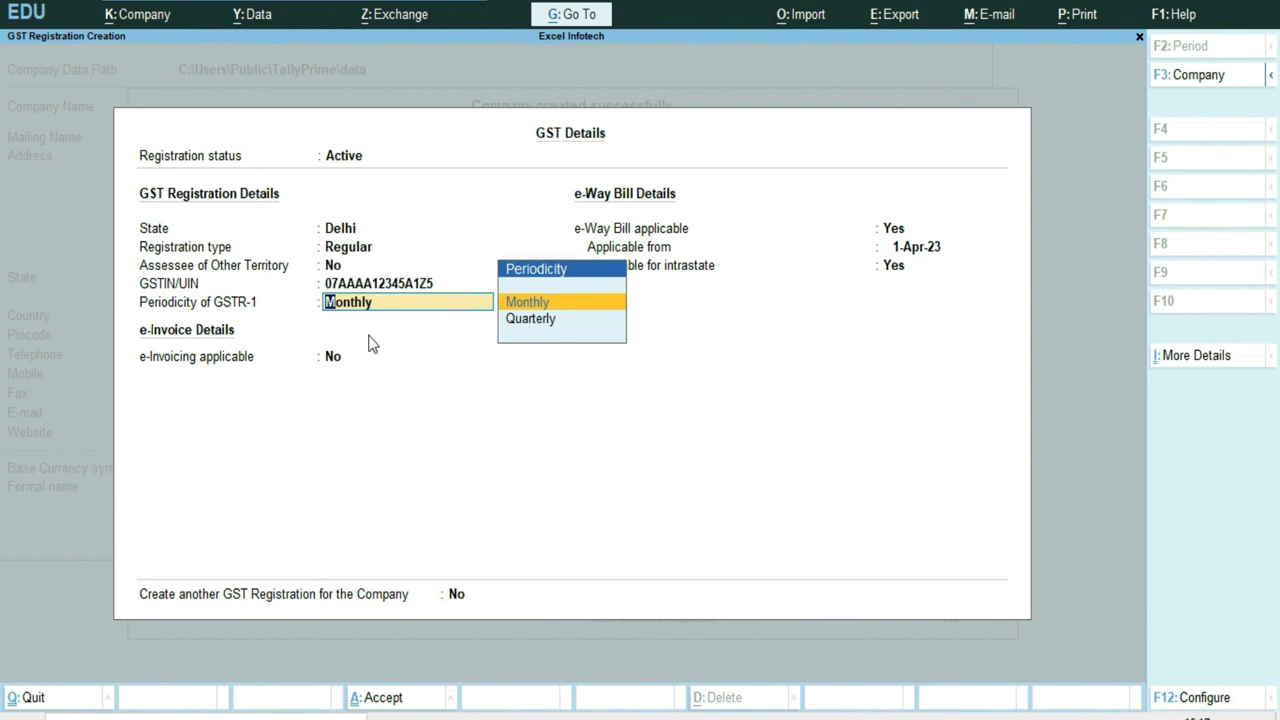 EDU K: Company Y: Data Z: Exchange G: Go To O: Import E: Export M: E-mail P: Print F1: Help
GST Registration Creation Excel Infotech
F2: Period
F3: Company
F4
F5
F6
F7
F8
F9
F10
I: More Details
F12: Configure
Company Data Path : C:\Users\Public\TallyPrime\data
Company Name
Mailing Name
Address
State
Country
Pincode
Telephone
Mobile
Fax
E-mail
Website
Base Currency sym
Formal name
Company created successfully
GST Details
Registration status : Active
GST Registration Details
State : Delhi
Registration type : Regular
Assessee of Other Territory : No
GSTIN/UIN : 07AAAA12345A1Z5
Periodicity of GSTR-1 : Monthly
e-Invoice Details
e-Invoicing applicable : No
e-Way Bill Details
e-Way Bill applicable : Yes
Applicable from : 1-Apr-23
ble for intrastate : Yes
Periodicity
Monthly
Quarterly
Create another GST Registration for the Company : No
Q: Quit A: Accept D: Delete